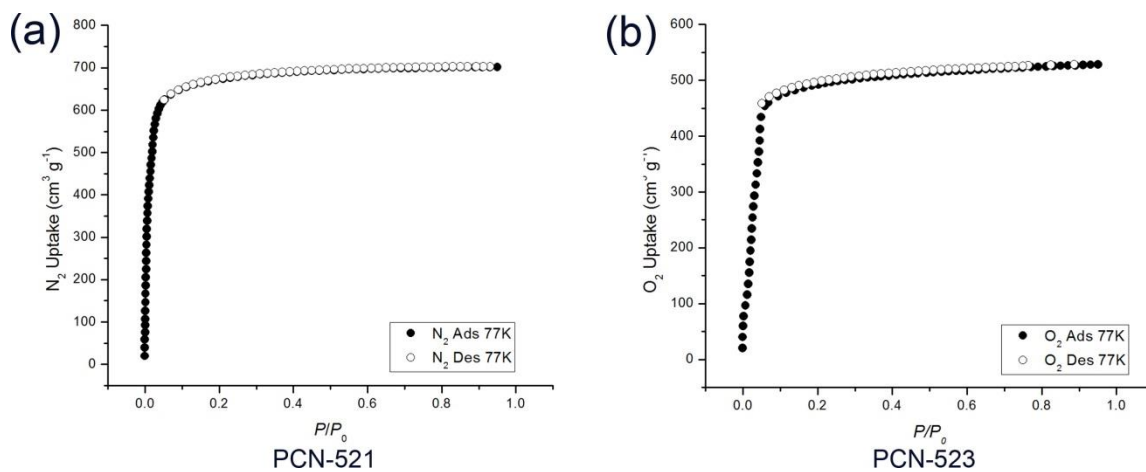 (a)
N₂ Uptake (cm³ g⁻¹)
800
700
600
500
400
300
200
100
0
0.0 0.2 0.4 0.6 0.8 1.0
N₂ Ads 77K
N₂ Des 77K
P/P₀
PCN-521
(b)
O₂ Uptake
600
500
400
300
200
100
0
0.0 0.2 0.4 0.6 0.8 1.0
O₂ Ads 77K
O₂ Des 77K
P/P₀
PCN-523